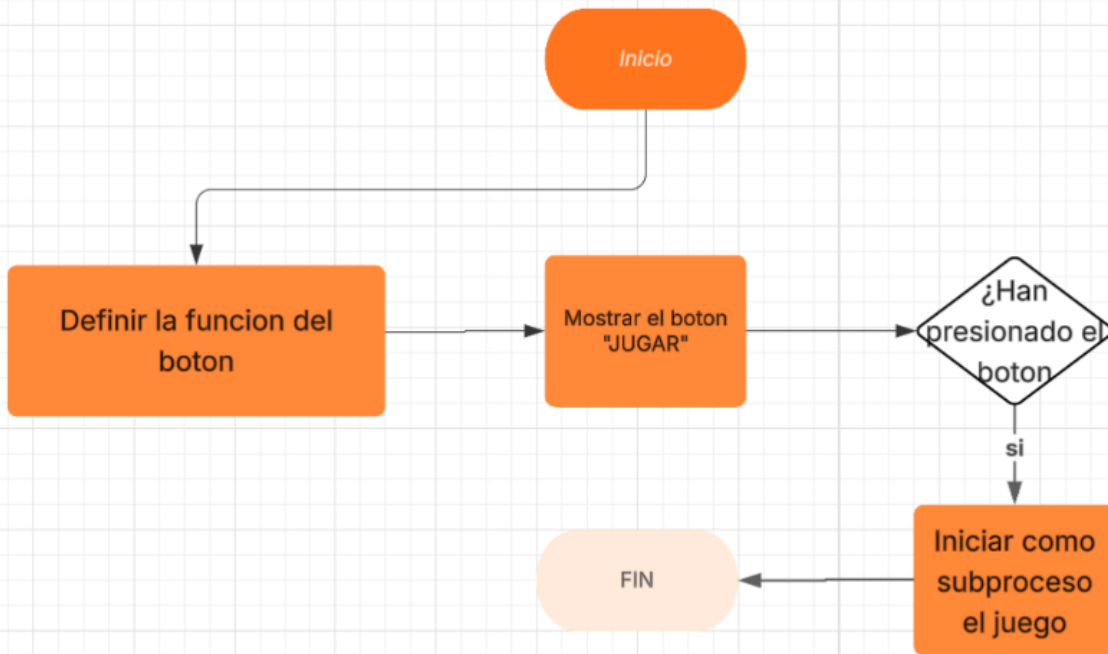 Inicio
Definir la funcion del
boton
Mostrar el boton
"JUGAR"
¿Han
presionado el
boton
si
Iniciar como
subproceso
el juego
FIN